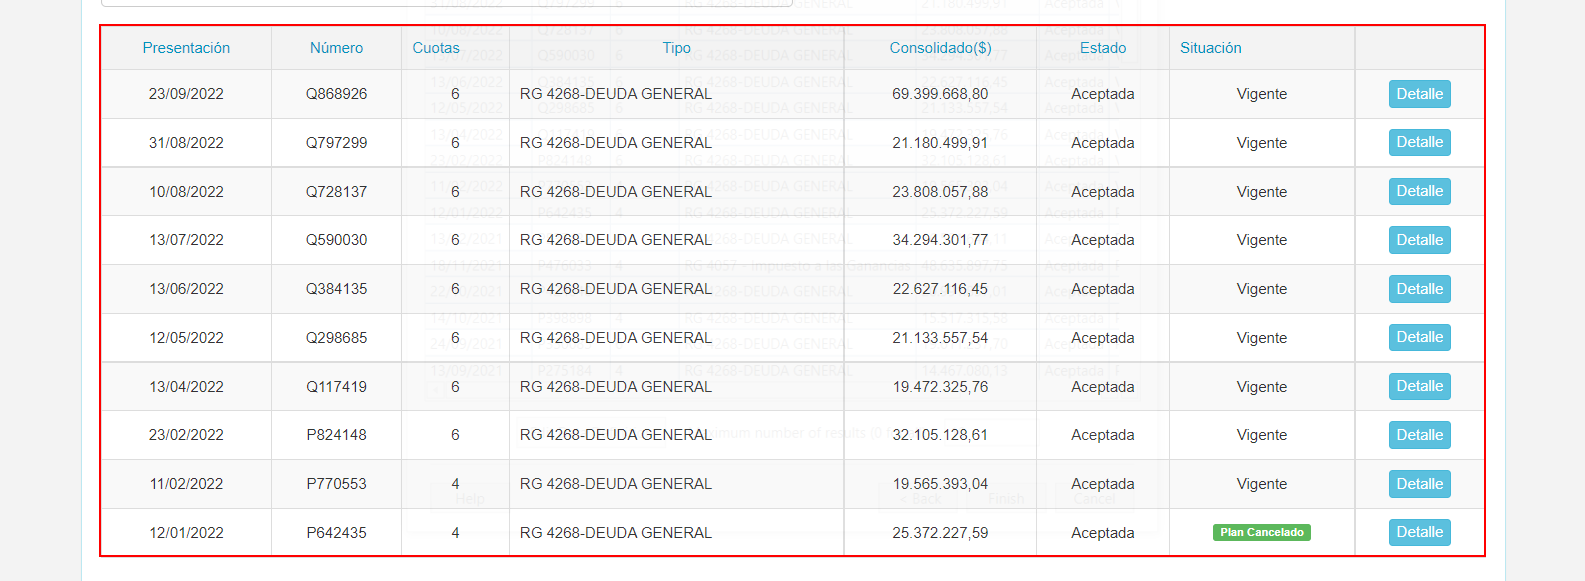 Presentación Número Cuotas Tipo Consolidado($) Estado Situación
23/09/2022 Q868926 6 RG 4268-DEUDA GENERAL 69.399.668,80 Aceptada Vigente Detalle
31/08/2022 Q797299 6 RG 4268-DEUDA GENERAL 21.180.499,91 Aceptada Vigente Detalle
10/08/2022 Q728137 6 RG 4268-DEUDA GENERAL 23.808.057,88 Aceptada Vigente Detalle
13/07/2022 Q590030 6 RG 4268-DEUDA GENERAL 34.294.301,77 Aceptada Vigente Detalle
13/06/2022 Q384135 6 RG 4268-DEUDA GENERAL 22.627.116,45 Aceptada Vigente Detalle
12/05/2022 Q298685 6 RG 4268-DEUDA GENERAL 21.133.557,54 Aceptada Vigente Detalle
13/04/2022 Q117419 6 RG 4268-DEUDA GENERAL 19.472.325,76 Aceptada Vigente Detalle
23/02/2022 P824148 6 RG 4268-DEUDA GENERAL 32.105.128,61 Aceptada Vigente Detalle
11/02/2022 P770553 4 RG 4268-DEUDA GENERAL 19.565.393,04 Aceptada Vigente Detalle
12/01/2022 P642435 4 RG 4268-DEUDA GENERAL 25.372.227,59 Aceptada Plan Cancelado Detalle